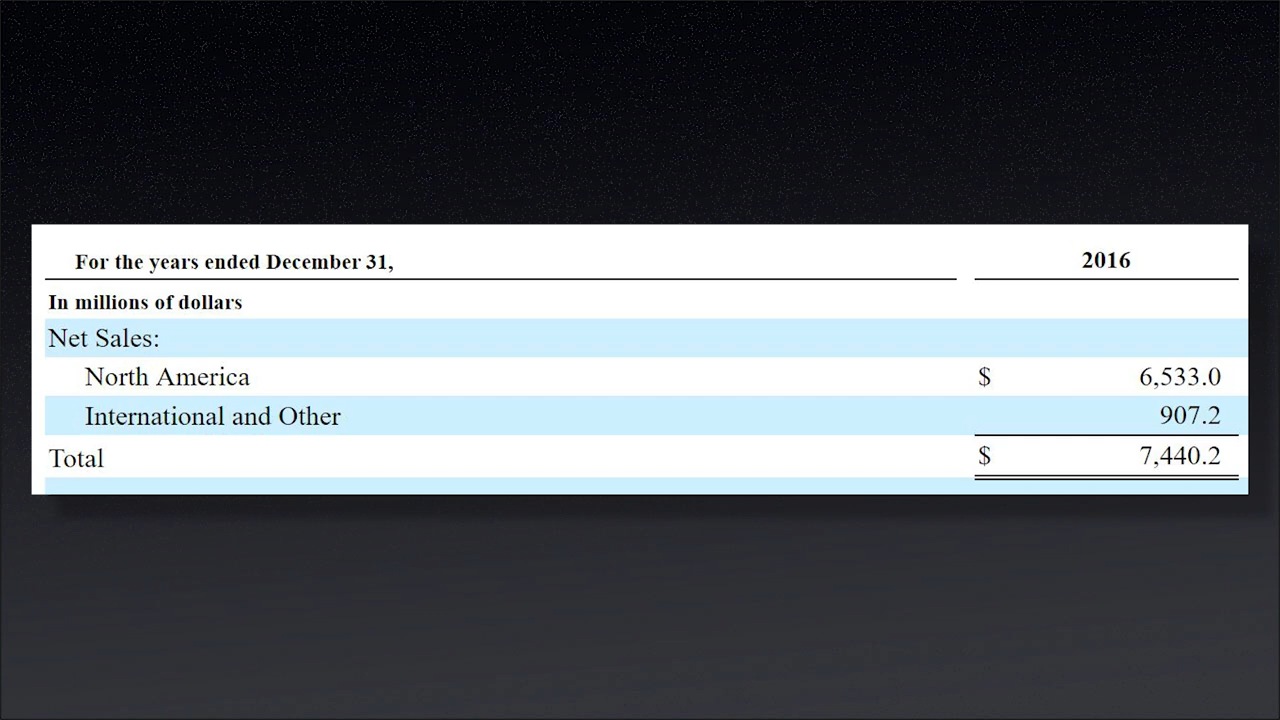 For the years ended December 31, 2016
In millions of dollars
Net Sales:
North America $ 6,533.0
International and Other 907.2
Total $ 7,440.2